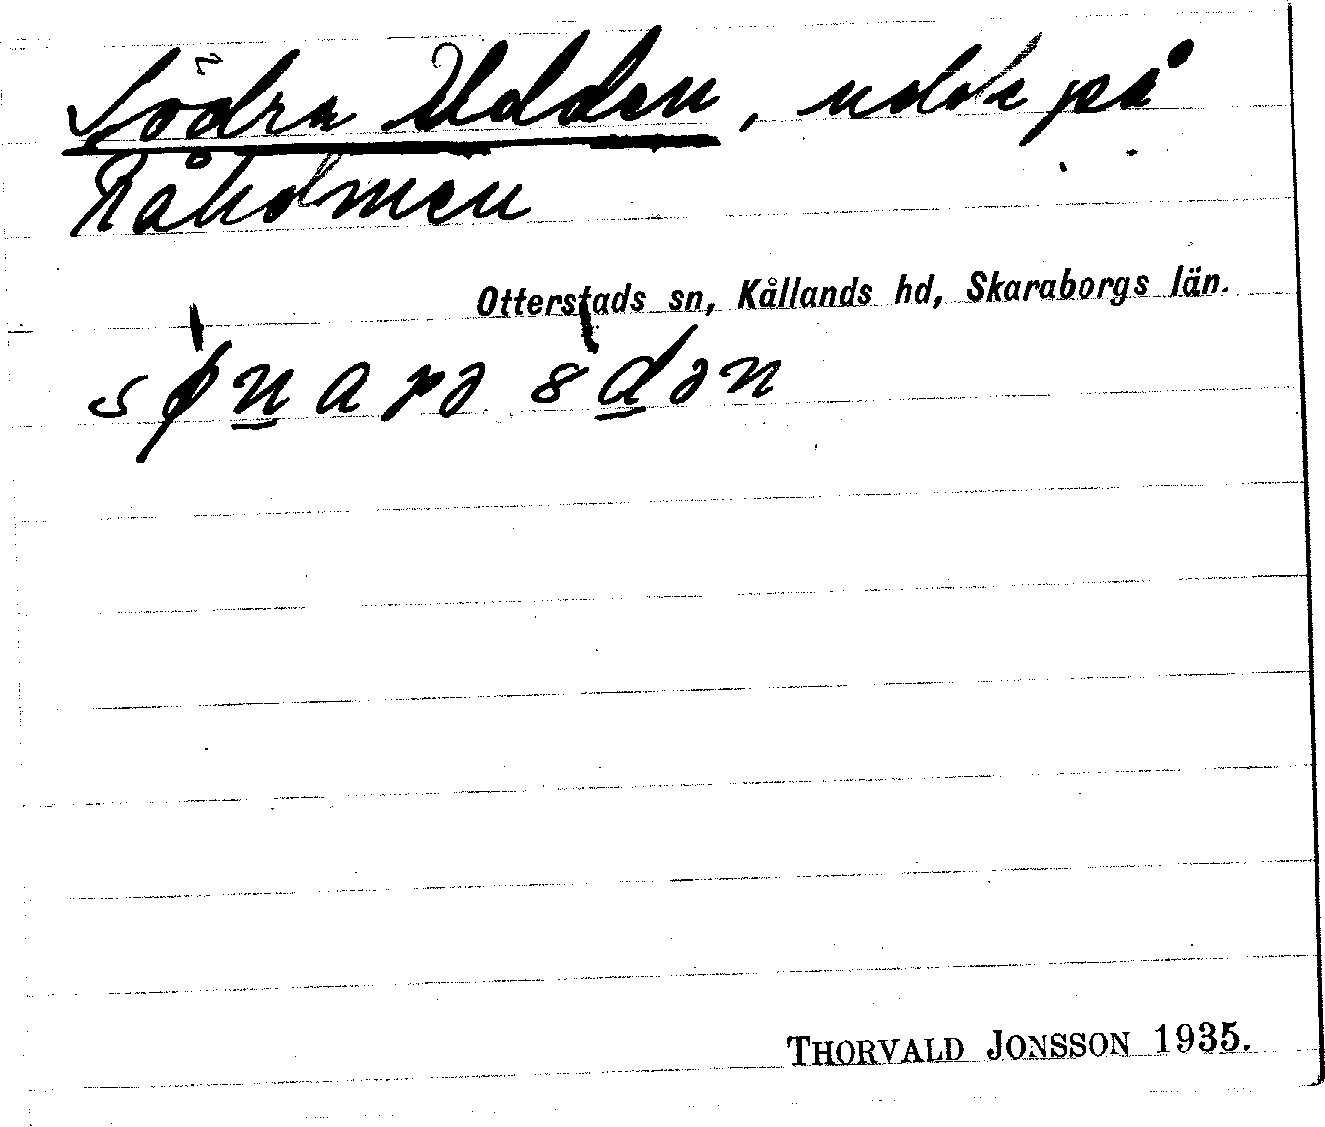 Södra Udden, udde på
Råholmen
Otterstads sn, Kållands hd, Skaraborgs län.
THORVALD JONSSON 1935.